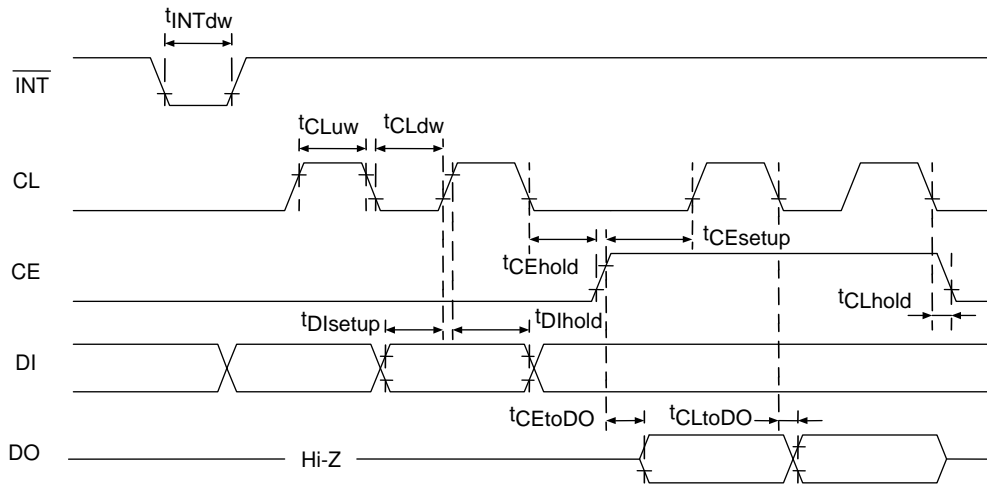 tINTdw
INT
tCLuw
tCLdw
CL
tCEsetup
tCEhold
CE
tCLhold
tDIsetup
tDIhold
DI
tCEtoDO
tCLtoDO
DO
Hi-Z